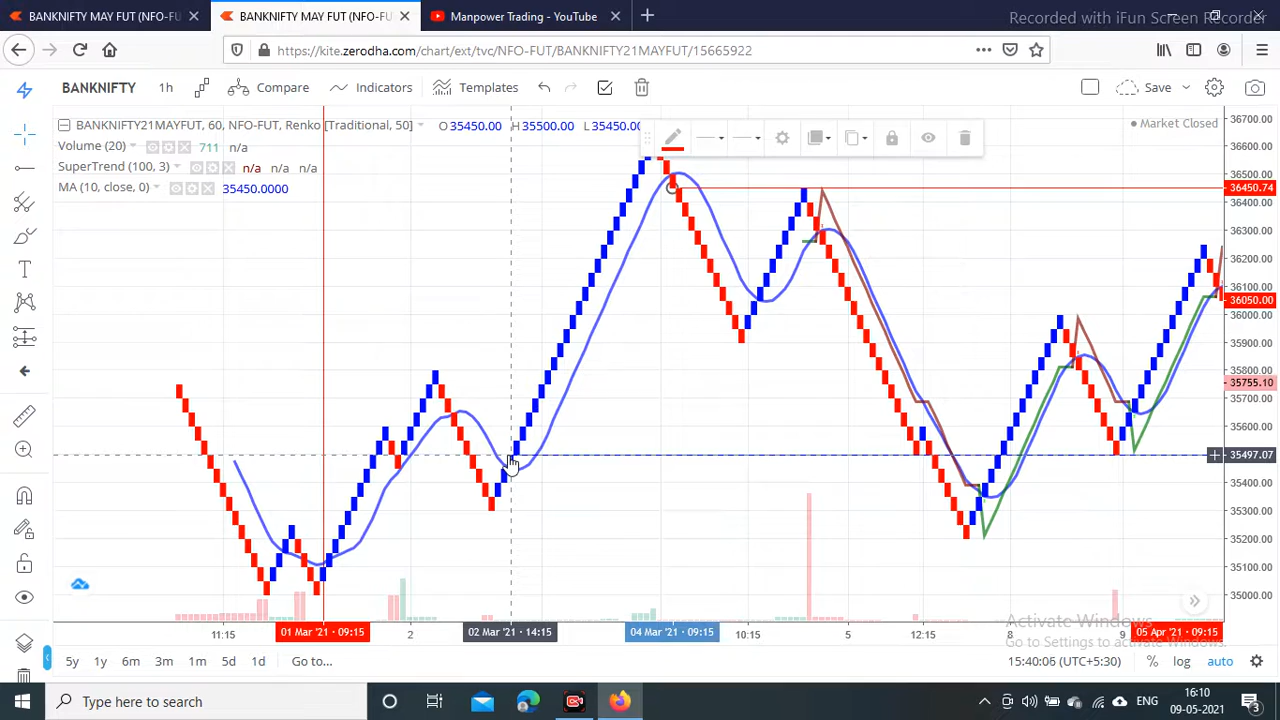 BANKNIFTY MAY FUT (NFO-FU
BANKNIFTY MAY FUT (NFO-FU
Manpower Trading - YouTube
Recorded with iFun Screen Recorder
https://kite.zerodha.com/chart/ext/tvc/NFO-FUT/BANKNIFTY21MAYFUT/15665922
BANKNIFTY
1h
Compare
Indicators
Templates
Save
BANKNIFTY21MAYFUT, 60, NFO-FUT, Renko [Traditional, 50]
O 35450.00 H 35500.00 L 35450.00
Market Closed
Volume (20) 711 n/a
SuperTrend (100, 3) n/a n/a n/a
MA (10, close, 0) 35450.0000
36700.00
36600.00
36500.00
36450.74
36400.00
36300.00
36200.00
36100.00
36050.00
36000.00
35900.00
35800.00
35755.10
35700.00
35600.00
35497.07
35400.00
35300.00
35200.00
35100.00
35000.00
11:15
01 Mar '21 - 09:15
2
02 Mar '21 - 14:15
04 Mar '21 - 09:15
10:15
5
12:15
8
9
05 Apr '21 - 09:15
Activate Windows
Go to Settings to activate Windows.
5y
1y
6m
3m
1m
5d
1d
Go to...
15:40:06 (UTC+5:30)
%
log
auto
Type here to search
ENG
16:10
09-05-2021
3